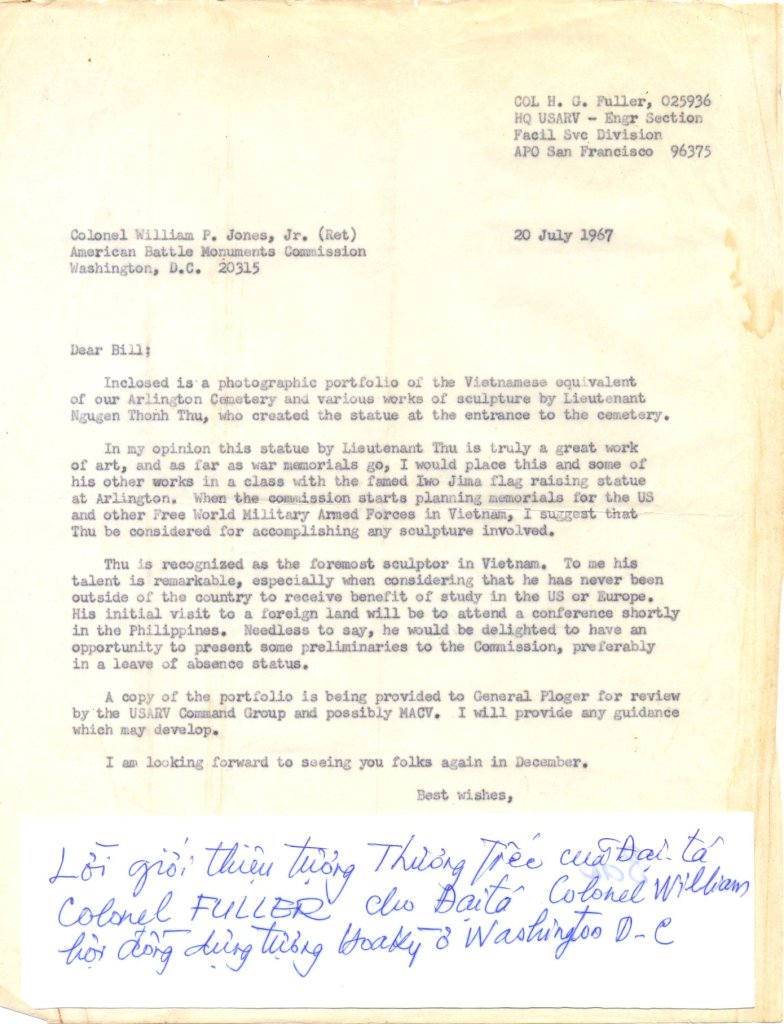 COL H. G. Fuller, 025936
HQ USARV - Engr Section
Facil Svc Division
APO San Francisco 96375
Colonel William P. Jones, Jr. (Ret)
American Battle Monuments Commission
Washington, D.C. 20315
20 July 1967
Dear Bill;
Inclosed is a photographic portfolio of the Vietnamese equivalent
of our Arlington Cemetery and various works of sculpture by Lieutenant
Ngugen Thonh Thu, who created the statue at the entrance to the cemetery.
In my opinion this statue by Lieutenant Thu is truly a great work
of art, and as far as war memorials go, I would place this and some of
his other works in a class with the famed Iwo Jima flag raising statue
at Arlington. When the commission starts planning memorials for the US
and other Free World Military Armed Forces in Vietnam, I suggest that
Thu be considered for accomplishing any sculpture involved.
Thu is recognized as the foremost sculptor in Vietnam. To me his
talent is remarkable, especially when considering that he has never been
outside of the country to receive benefit of study in the US or Europe.
His initial visit to a foreign land will be to attend a conference shortly
in the Philippines. Needless to say, he would be delighted to have an
opportunity to present some preliminaries to the Commission, preferably
in a leave of absence status.
A copy of the portfolio is being provided to General Ploger for review
by the USARV Command Group and possibly MACV. I will provide any guidance
which may develop.
I am looking forward to seeing you folks again in December.
Best wishes,
Lời giới thiệu tượng Thương Tiếc của Đại-tá
Colonel FULLER cho Đại tá Colonel William
hội đồng dựng tượng Hoa Kỳ ở Washington D-C